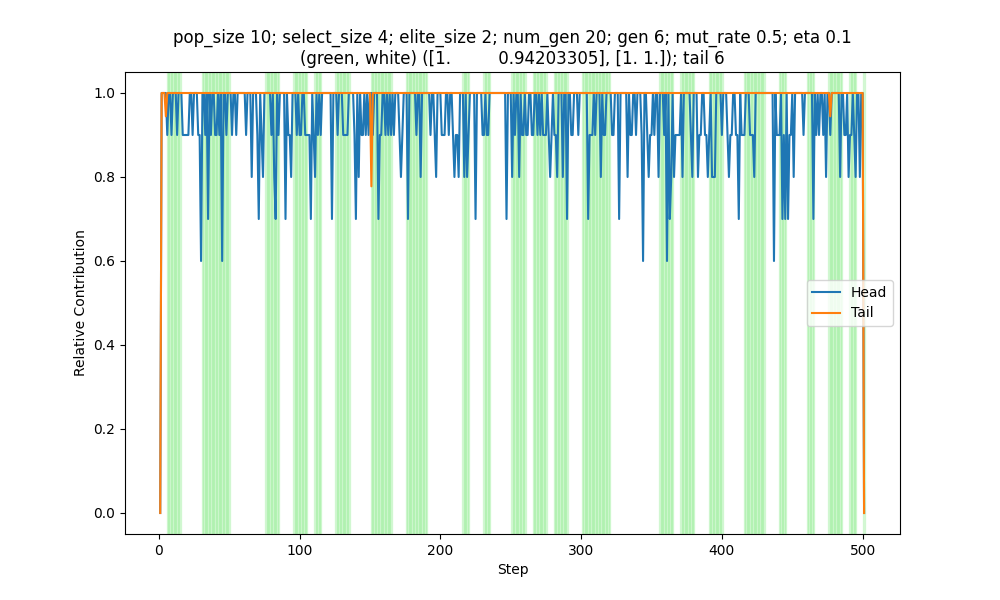 pop_size 10; select_size 4; elite_size 2; num_gen 20; gen 6; mut_rate 0.5; eta 0.1
(green, white) ([1.          0.94203305], [1. 1.]); tail 6
1.0
0.8
0.6
0.4
0.2
0.0
Relative Contribution
Head
Tail
0 100 200 300 400 500
Step